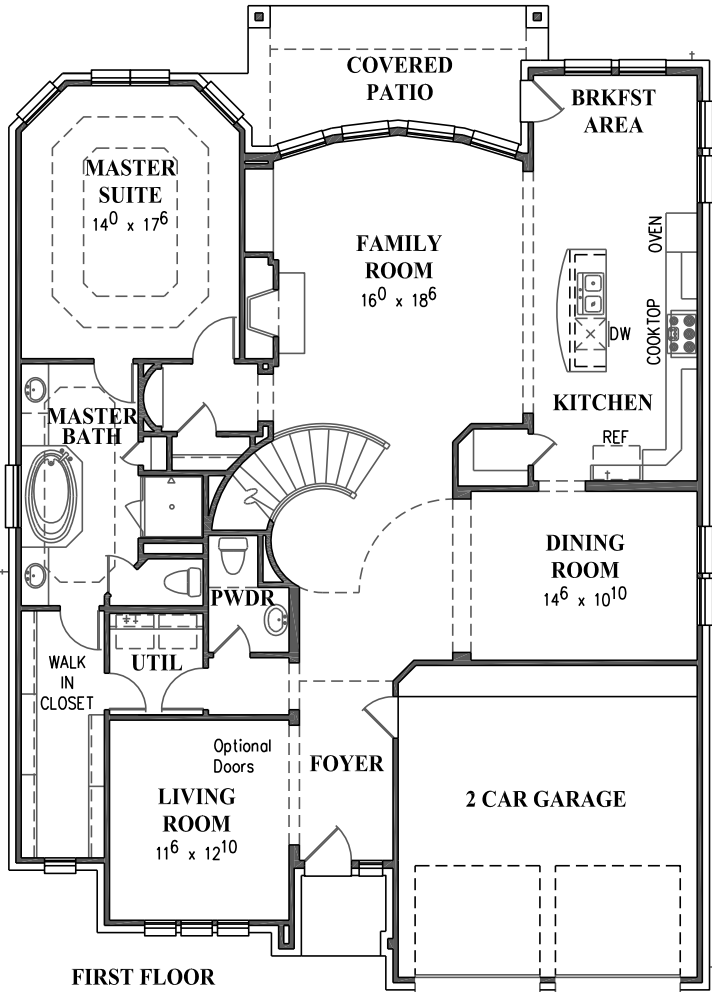 COVERED
PATIO
BRKFST
AREA
MASTER
SUITE
14⁰ x 17⁶
FAMILY
ROOM
16⁰ x 18⁶
OVEN
COOKTOP
DW
KITCHEN
REF
MASTER
BATH
DINING
ROOM
14⁶ x 10¹⁰
PWDR
UTIL
WALK
IN
CLOSET
Optional
Doors
FOYER
LIVING
ROOM
11⁶ x 12¹⁰
2 CAR GARAGE
FIRST FLOOR